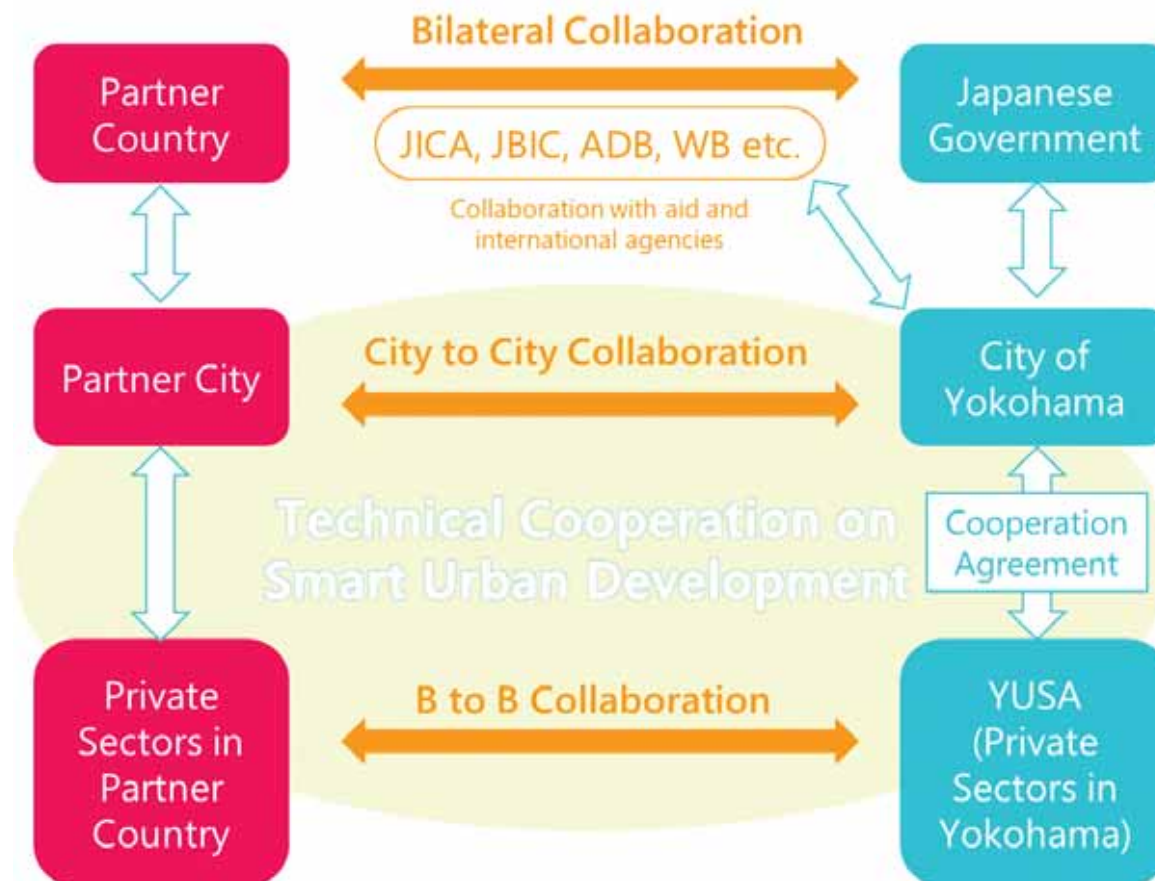 Bilateral Collaboration
Partner
Country
JICA, JBIC, ADB, WB etc.
Collaboration with aid and
international agencies
Japanese
Government
Partner City
City to City Collaboration
City of
Yokohama
Technical Cooperation on
Smart Urban Development
Cooperation
Agreement
Private
Sectors in
Partner
Country
B to B Collaboration
YUSA
(Private
Sectors in
Yokohama)